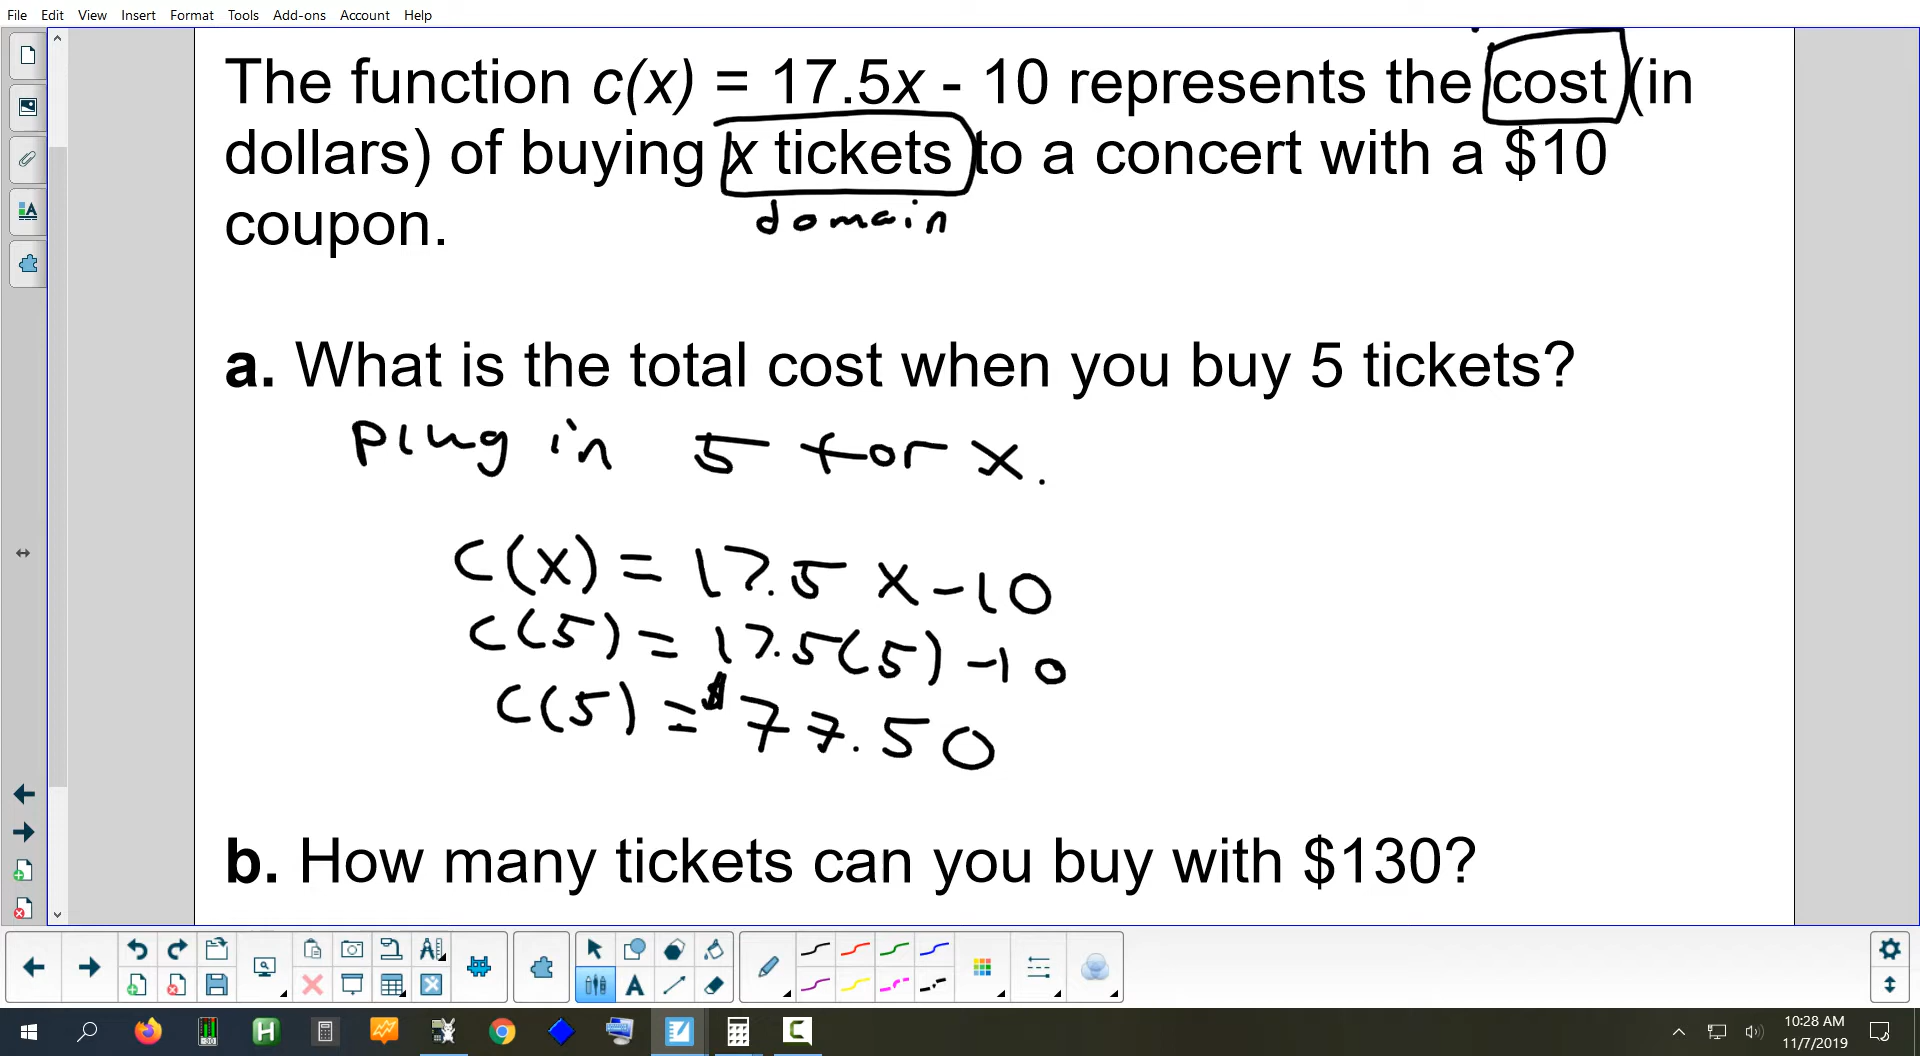 File Edit View Insert Format Tools Add-ons Account Help
The function c(x) = 17.5x - 10 represents the cost (in
dollars) of buying x tickets to a concert with a $10
domain
coupon.
a. What is the total cost when you buy 5 tickets?
Plug in 5 for x.
c(x) = 17.5x-10
c(5) = 17.5(5)-10
c(5) = $77.50
b. How many tickets can you buy with $130?
10:28 AM
11/7/2019